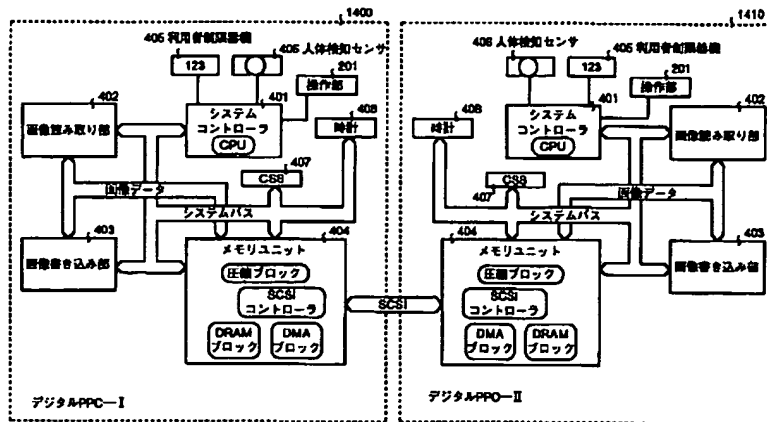 1400
405 利用者制限器機
406 人体検知センサ
123
201
操作部
402
画像読み取り部
401
システム
コントローラ
CPU
408
時計
407
CSS
画像データ
システムバス
403
画像書き込み部
404
メモリユニット
圧縮ブロック
SCSI
コントローラ
DRAM
ブロック
DMA
ブロック
デジタルPPC—I
SCSI
1410
406 人体検知センサ
405 利用者制限器機
123
201
操作部
401
システム
コントローラ
CPU
402
画像読み取り部
408
時計
CSS
407
画像データ
システムバス
404
メモリユニット
圧縮ブロック
SCSI
コントローラ
DMA
ブロック
DRAM
ブロック
403
画像書き込み部
デジタルPPC—II